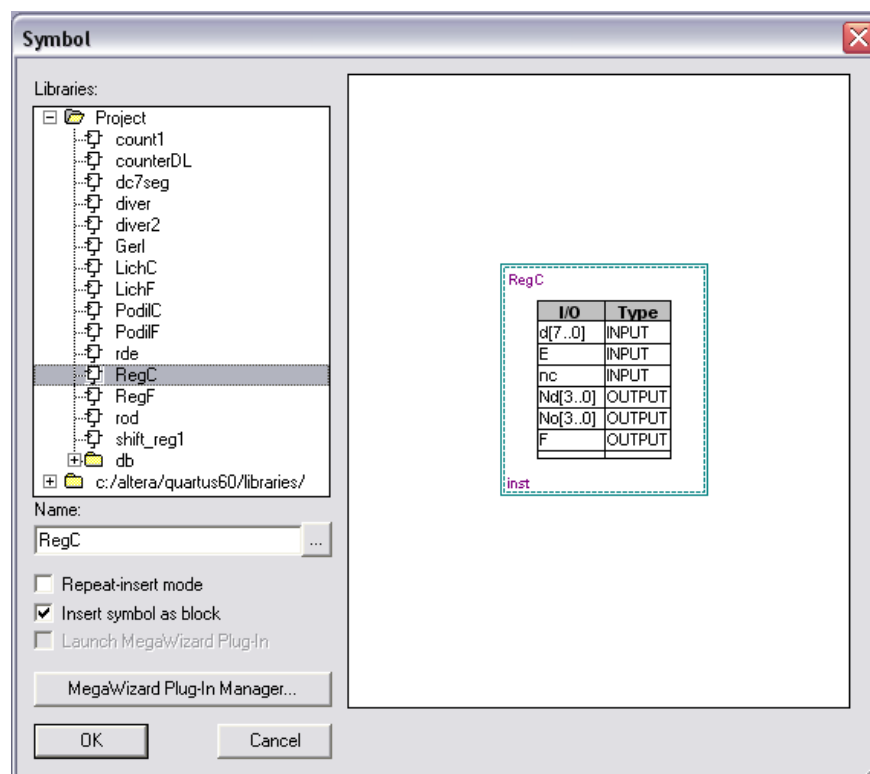 Symbol
Libraries:
Project
count1
counterDL
dc7seg
diver
diver2
GerI
LichC
LichF
PodilC
PodilF
rde
RegC
RegF
rod
shift_reg1
db
c:/altera/quartus60/libraries/
Name:
RegC
...
Repeat-insert mode
Insert symbol as block
Launch MegaWizard Plug-In
MegaWizard Plug-In Manager...
OK Cancel
RegC
I/O Type
d[7..0] INPUT
E INPUT
nc INPUT
Nd[3..0] OUTPUT
No[3..0] OUTPUT
F OUTPUT
inst